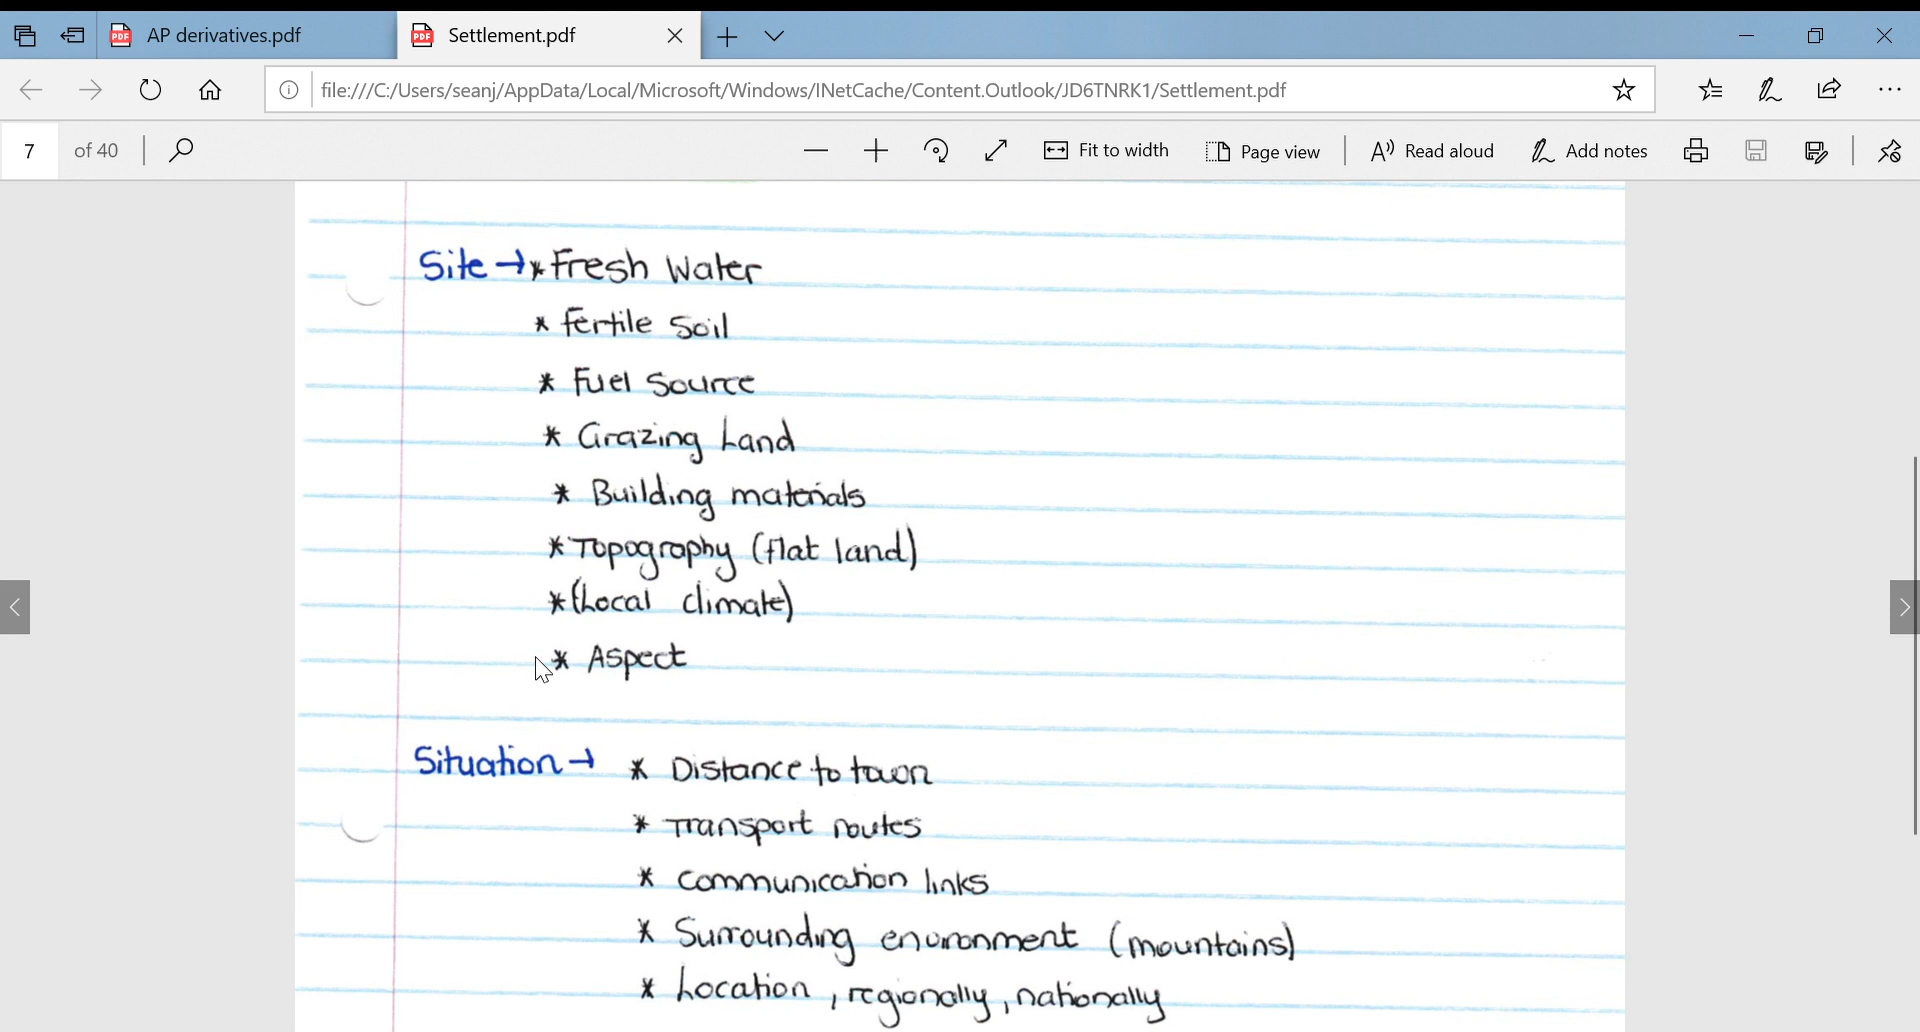 AP derivatives.pdf
Settlement.pdf
file:///C:/Users/seanj/AppData/Local/Microsoft/Windows/INetCache/Content.Outlook/JD6TNRK1/Settlement.pdf
7 of 40
Fit to width
Page view
Read aloud
Add notes
Site → * Fresh Water
* Fertile Soil
* Fuel Source
* Grazing Land
* Building materials
* Topography (flat land)
* (Local climate)
* Aspect
Situation → * Distance to town
* Transport routes
* Communication links
* Surrounding environment (mountains)
* Location, regionally, nationally